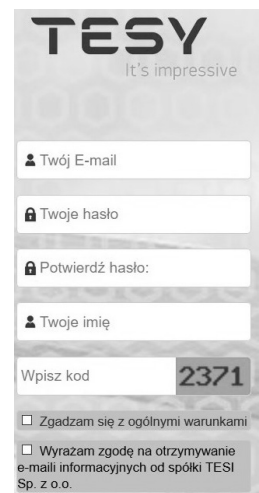 TESY
It's impressive
Twój E-mail
Twoje hasło
Potwierdź hasło:
Twoje imię
Wpisz kod 2371
Zgadzam się z ogólnymi warunkami
Wyrażam zgodę na otrzymywanie
e-maili informacyjnych od spółki TESI
Sp. z o.o.